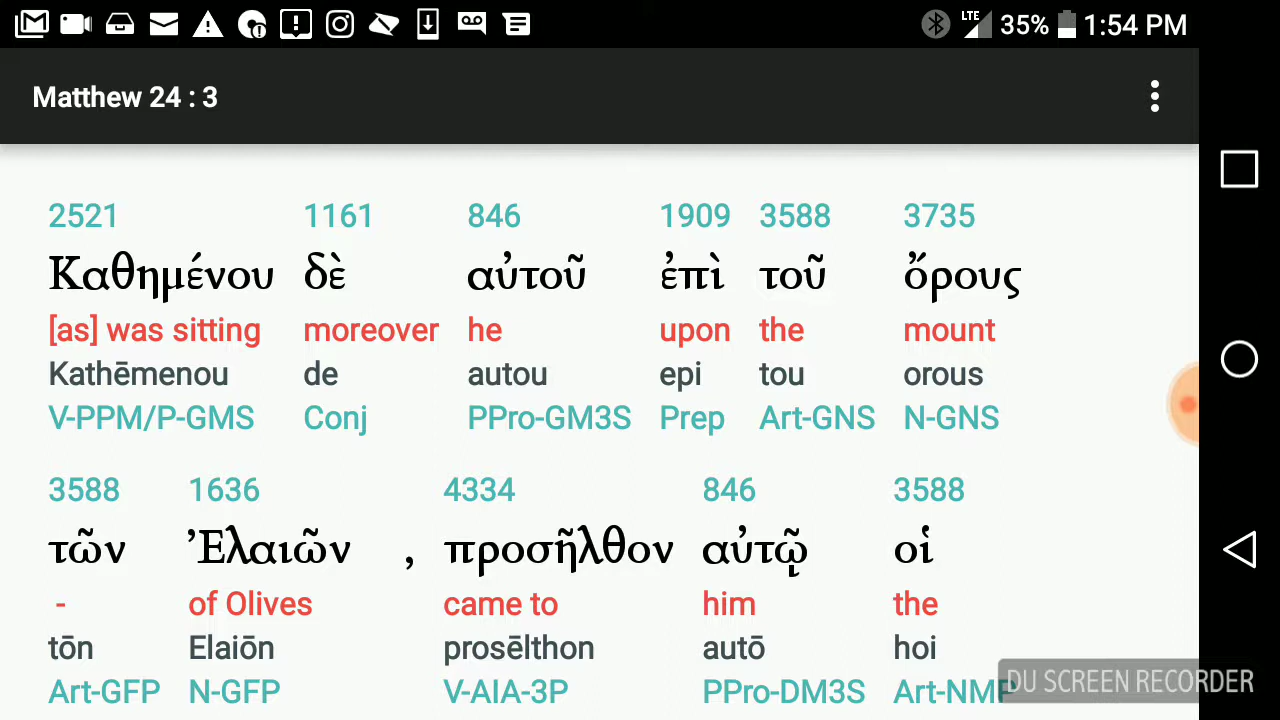 35% 1:54 PM
LTE
Matthew 24 : 3
2521 1161 846 1909 3588 3735
Καθημένου δὲ αὐτοῦ ἐπὶ τοῦ ὄρους
[as] was sitting moreover he upon the mount
Kathēmenou de autou epi tou orous
V-PPM/P-GMS Conj PPro-GM3S Prep Art-GNS N-GNS
3588 1636 4334 846 3588
τῶν Ἐλαιῶν , προσῆλθον αὐτῷ οἱ
- of Olives came to him the
tōn Elaiōn prosēlthon autō hoi
Art-GFP N-GFP V-AIA-3P PPro-DM3S Art-NMP
DU SCREEN RECORDER